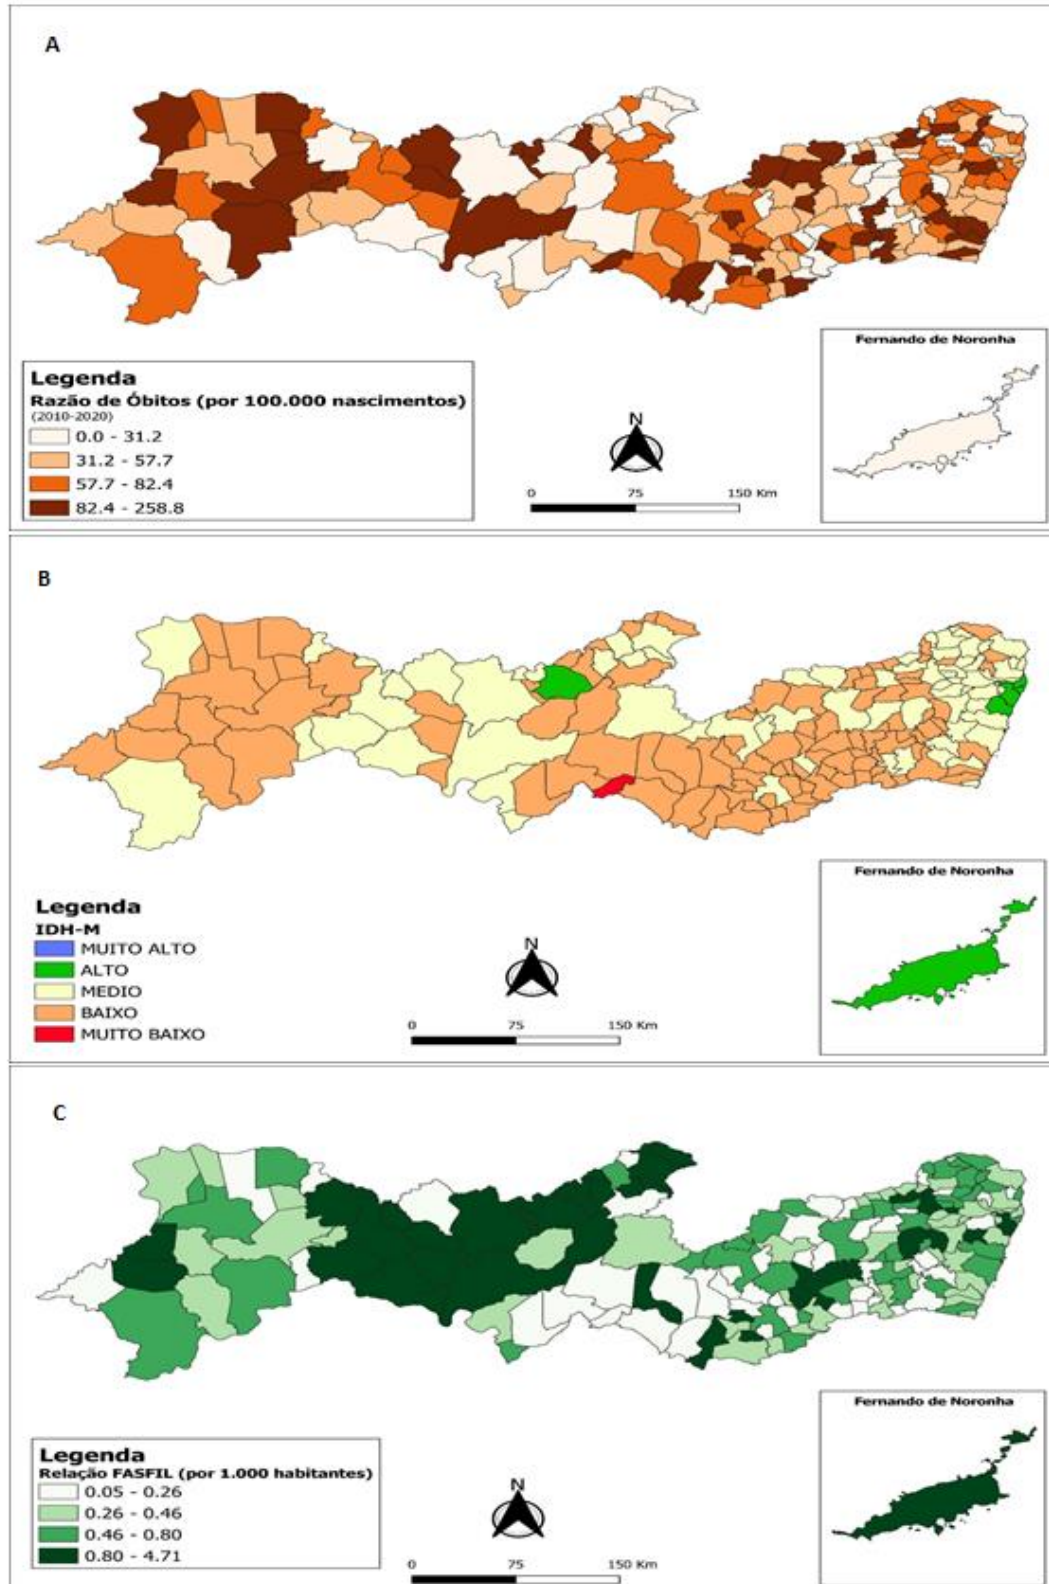 A
Fernando de Noronha
Legenda
Razão de Óbitos (por 100.000 nascimentos)
(2010-2020)
0.0 - 31.2
31.2 - 57.7
57.7 - 82.4
82.4 - 258.8
N
0 75 150 Km
B
Fernando de Noronha
Legenda
IDH-M
MUITO ALTO
ALTO
MEDIO
BAIXO
MUITO BAIXO
N
0 75 150 Km
C
Fernando de Noronha
Legenda
Relação FASFIL (por 1.000 habitantes)
0.05 - 0.26
0.26 - 0.46
0.46 - 0.80
0.80 - 4.71
N
0 75 150 Km